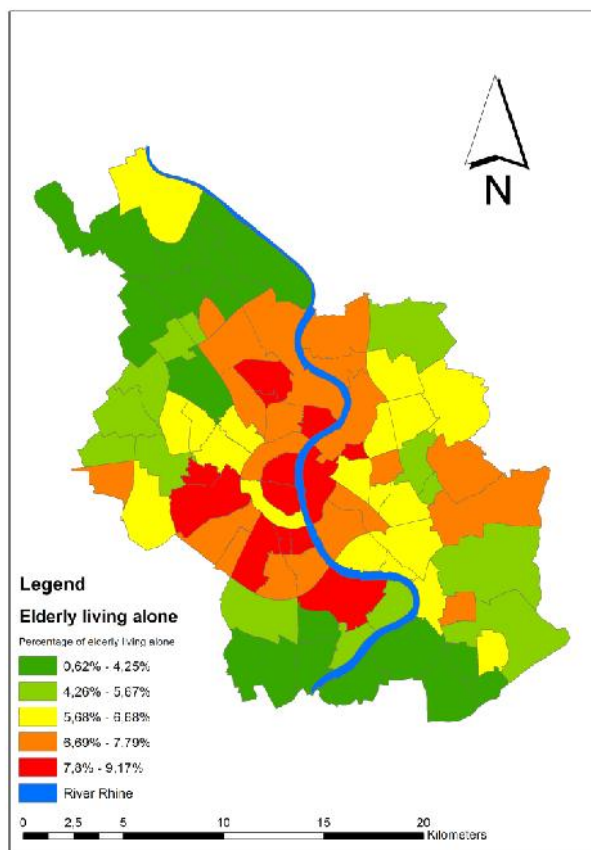 N
Legend
Elderly living alone
Percentage of elderly living alone
0,62% - 4,25%
4,26% - 5,67%
5,68% - 6,68%
6,69% - 7,79%
7,8% - 9,17%
River Rhine
0 2,5 5 10 15 20
Kilometers